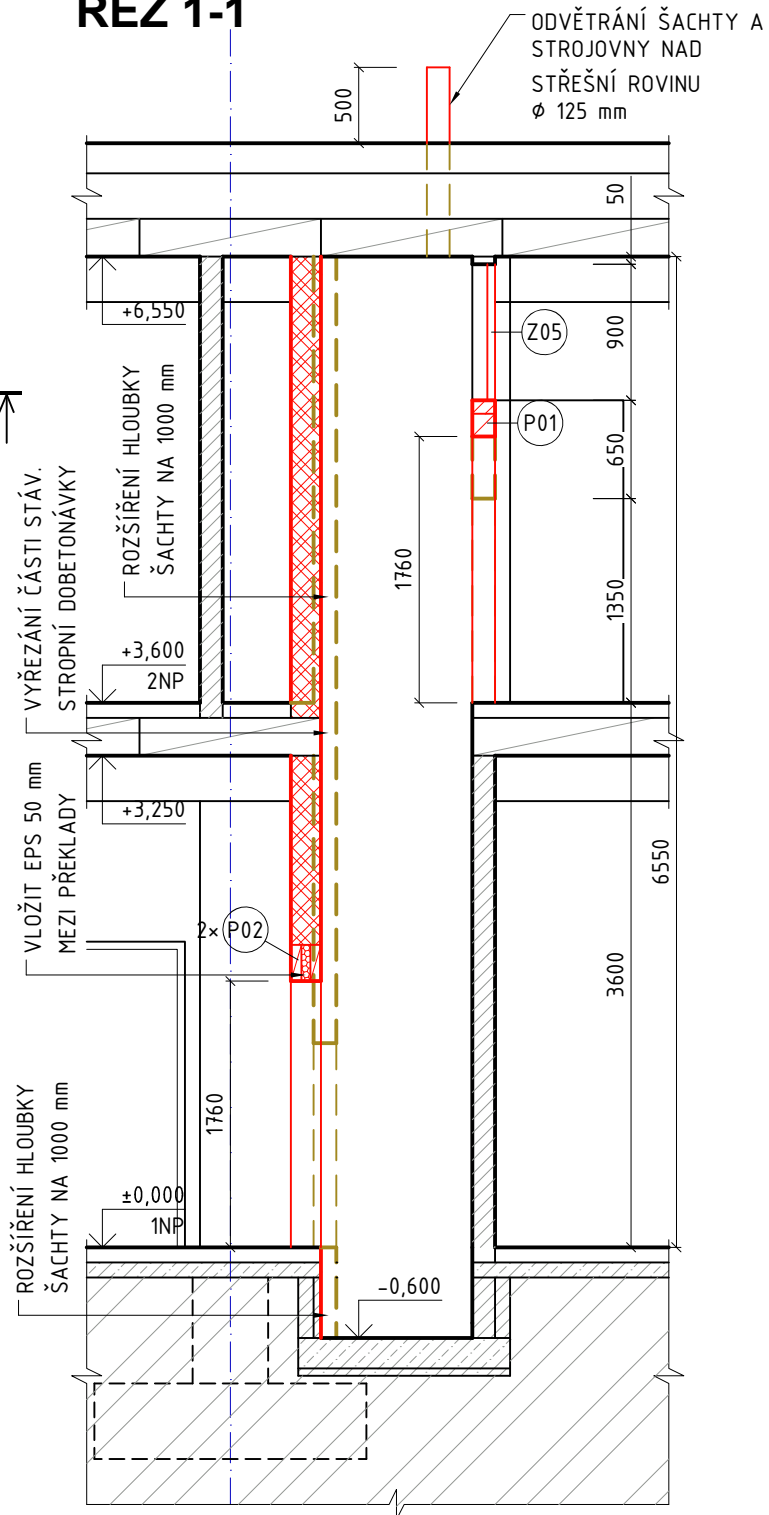 ŘEZ 1-1
ODVĚTRÁNÍ ŠACHTY A
STROJOVNY NAD
STŘEŠNÍ ROVINU
Ø 125 mm
500
50
+6,550
Z05
900
ROZŠÍŘENÍ HLOUBKY
ŠACHTY NA 1000 mm
P01
650
VYŘEZÁNÍ ČÁSTI STÁV.
STROPNÍ DOBETONÁVKY
1760
1350
+3,600
2NP
+3,250
VLOŽIT EPS 50 mm
MEZI PŘEKLADY
6550
2× P02
3600
1760
ROZŠÍŘENÍ HLOUBKY
ŠACHTY NA 1000 mm
±0,000
1NP
-0,600